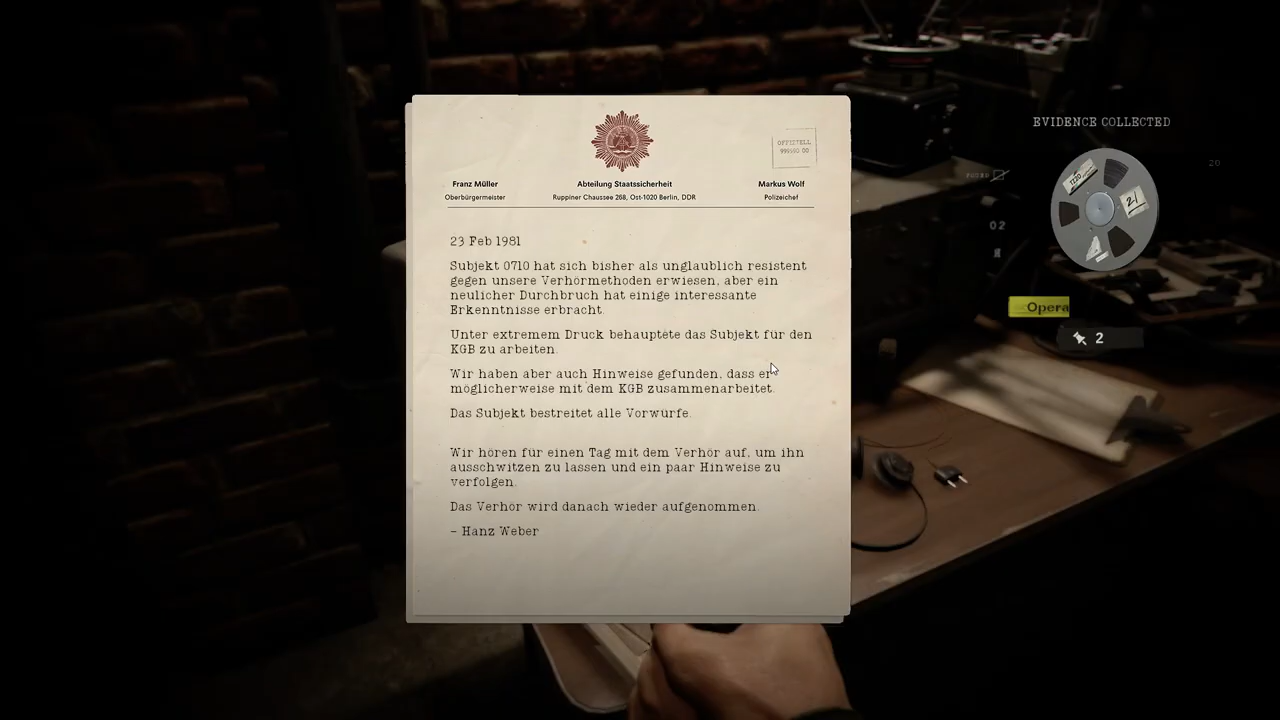 EVIDENCE COLLECTED
OFFIZIELL
Franz Müller
Abteilung Staatssicherheit
Markus Wolf
Oberbürgermeister
Ruppiner Chaussee 268, Ost-1020 Berlin, DDR
Polizeichef
23 Feb 1981
Subjekt 0710 hat sich bisher als unglaublich resistent
gegen unsere Verhörmethoden erwiesen, aber ein
neulicher Durchbruch hat einige interessante
Erkenntnisse erbracht.
Unter extremem Druck behauptete das Subjekt für den
KGB zu arbeiten.
Wir haben aber auch Hinweise gefunden, dass er
möglicherweise mit dem KGB zusammenarbeitet.
Das Subjekt bestreitet alle Vorwürfe.
Wir hören für einen Tag mit dem Verhör auf, um ihn
ausschwitzen zu lassen und ein paar Hinweise zu
verfolgen.
Das Verhör wird danach wieder aufgenommen.
– Hanz Weber
20
02
21
Opera
2